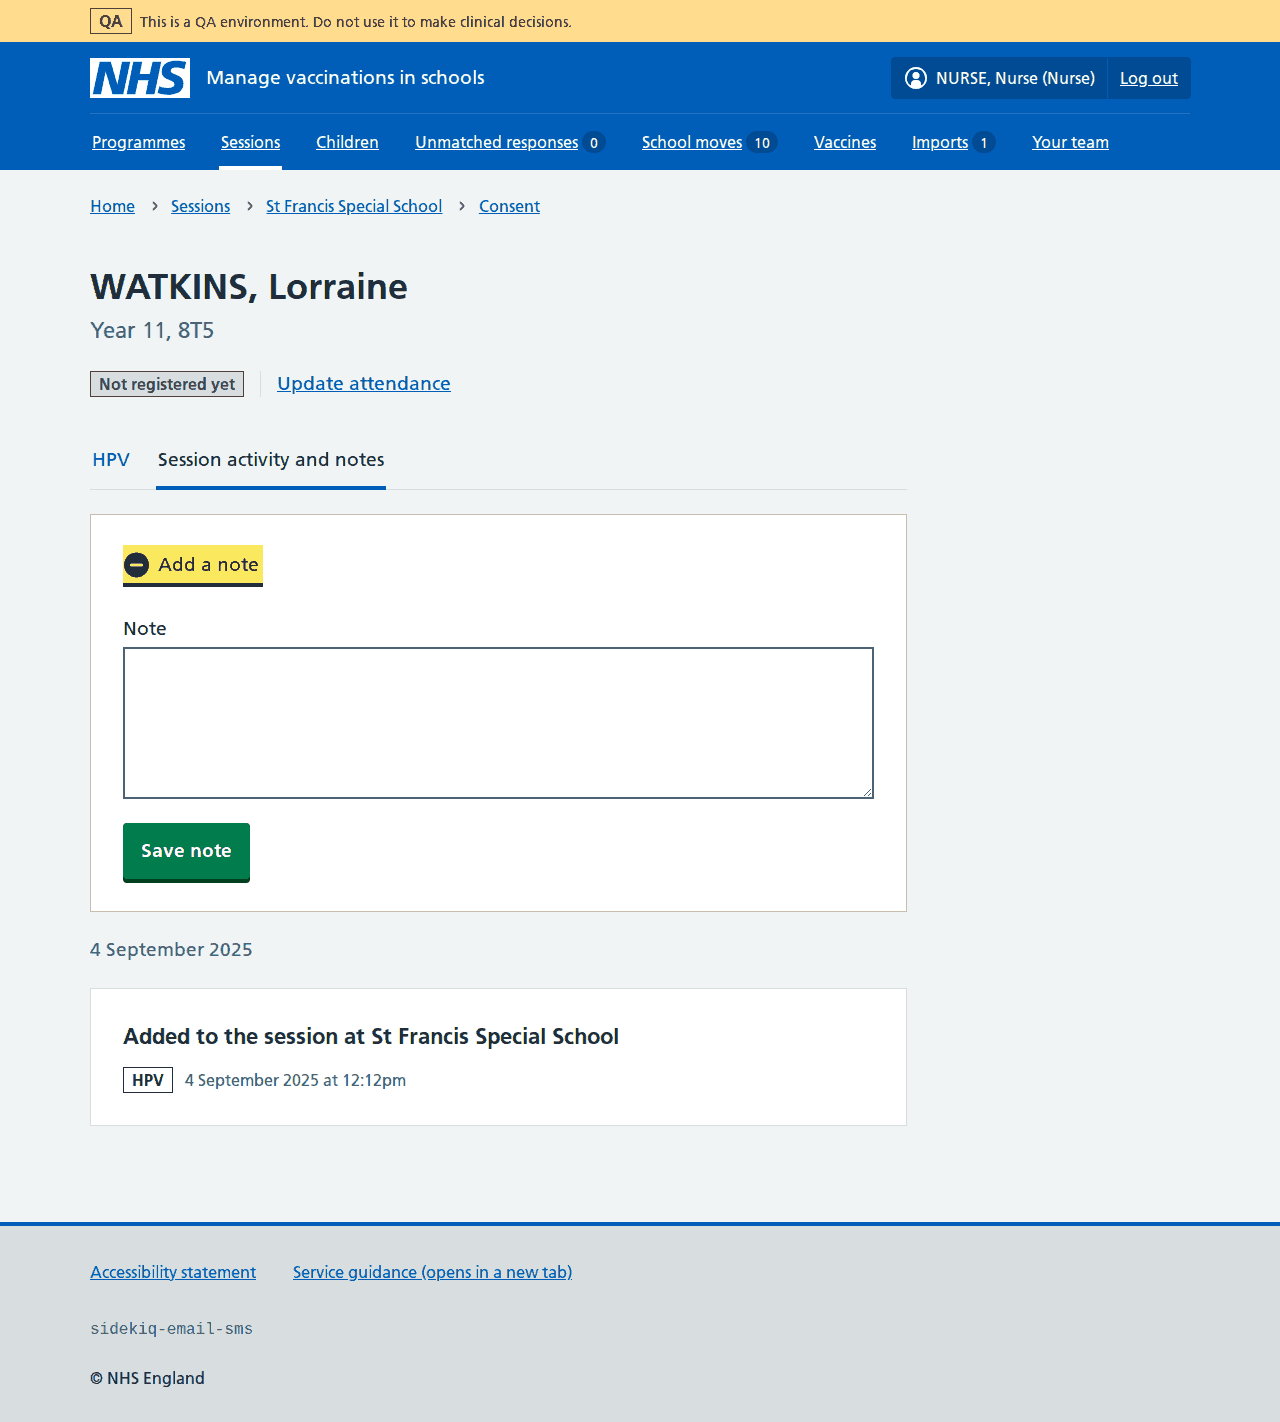 QA This is a QA environment. Do not use it to make clinical decisions.
NHS Manage vaccinations in schools NURSE, Nurse (Nurse) Log out
Programmes Sessions Children Unmatched responses 0 School moves 10 Vaccines Imports 1 Your team
Home Sessions St Francis Special School Consent
WATKINS, Lorraine
Year 11, 8T5
Not registered yet Update attendance
HPV Session activity and notes
Add a note
Note
Save note
4 September 2025
Added to the session at St Francis Special School
HPV 4 September 2025 at 12:12pm
Accessibility statement Service guidance (opens in a new tab)
sidekiq-email-sms
© NHS England